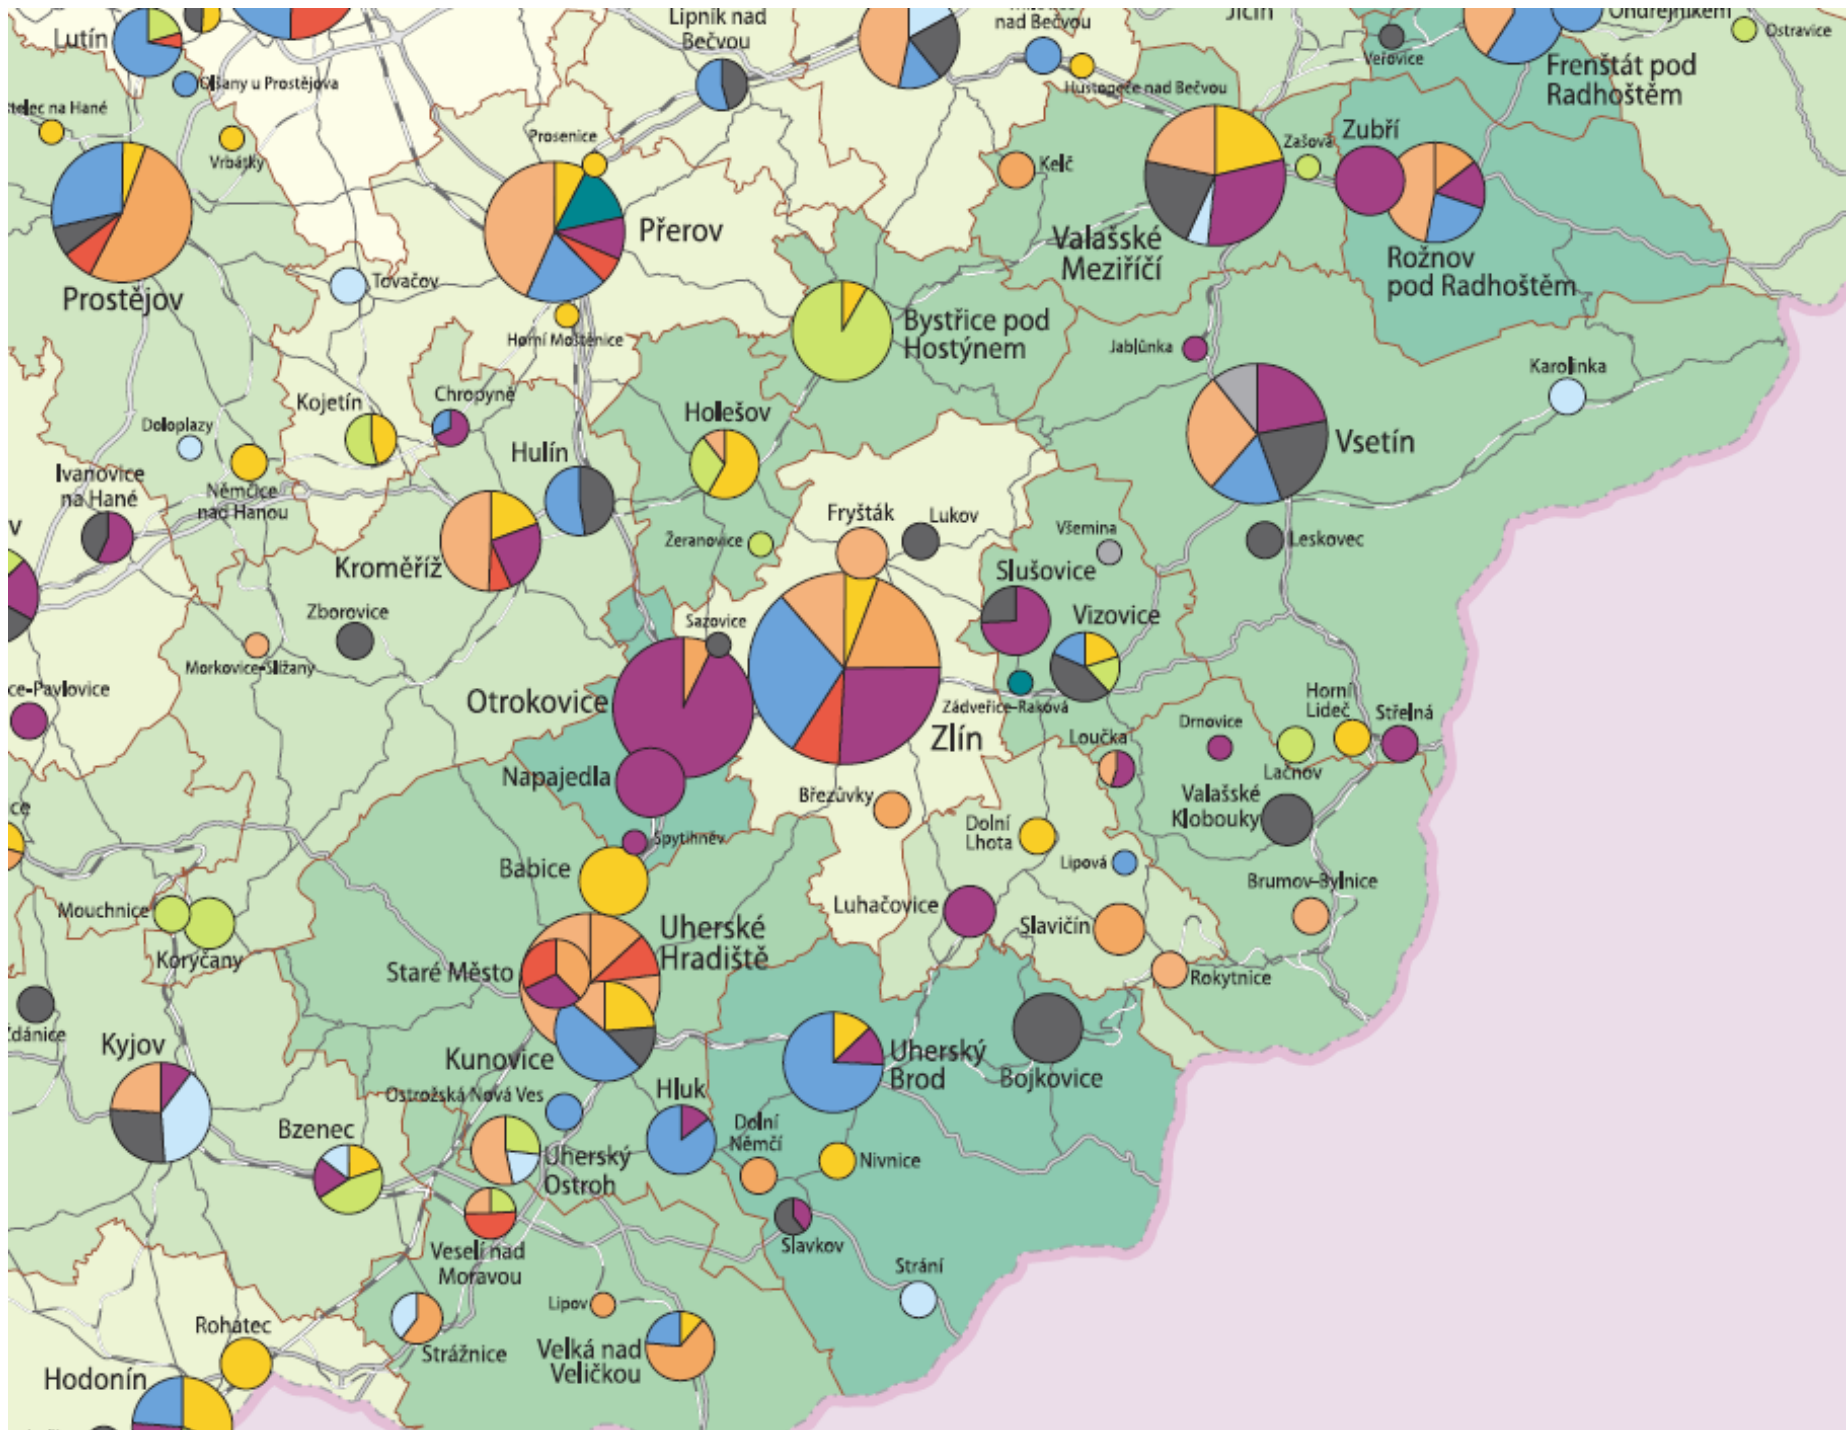 Lutín
Olšany u Prostějova
Vrbátky
Prostějov
Prosenice
Přerov
Tovačov
Horní Moštěnice
Lipník nad
Bečvou
nad Bečvou
Hustopeče nad Bečvou
Kelč
Jičín
Veřovice
Ostravice
Frenštát pod
Radhoštěm
Zubří
Zašová
Valašské
Meziříčí
Rožnov
pod Radhoštěm
Bystřice pod
Hostýnem
Jablůnka
Karolinka
Vsetín
Leskovec
Kojetín
Chropyně
Doloplazy
Ivanovice
na Hané
Němčice
nad Hanou
Hulín
Holešov
Žeranovice
Kroměříž
Zborovice
Morkovice-Slížany
Fryšták
Lukov
Všemina
Slušovice
Vizovice
Zádveřice-Raková
Sazovice
Otrokovice
Zlín
Napajedla
Spytihněv
Březůvky
Loučka
Drnovice
Horní
Lideč
Střelná
Lačnov
Valašské
Klobouky
Dolní
Lhota
Lipová
Brumov-Bylnice
Luhačovice
Slavičín
Rokytnice
Babice
Uherské
Hradiště
Staré Město
Kunovice
Ostrožská Nová Ves
Mouchnice
Koryčany
Kyjov
Bzenec
Uherský
Ostroh
Hluk
Uherský
Brod
Bojkovice
Dolní
Němčí
Nivnice
Slavkov
Strání
Veselí nad
Moravou
Lipov
Velká nad
Veličkou
Strážnice
Rohatec
Hodonín